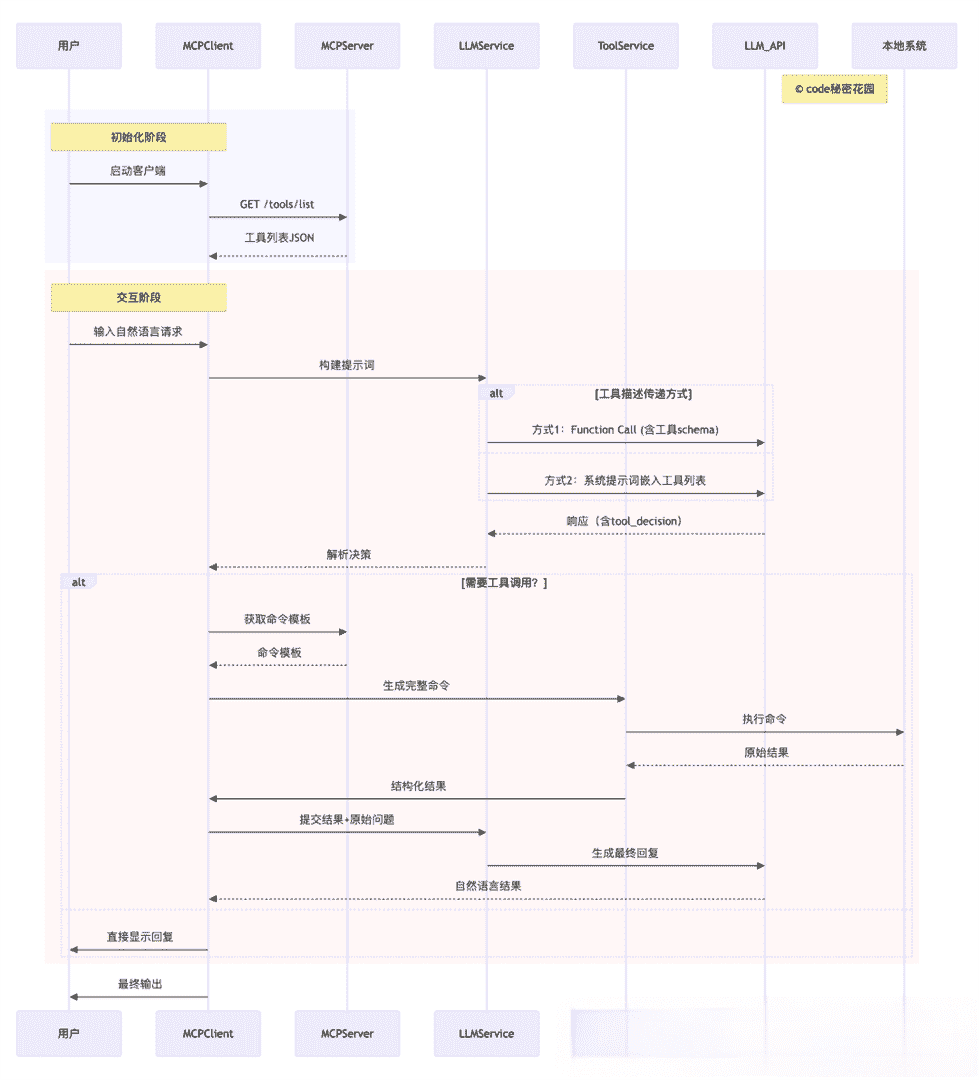 用户
MCPClient
MCPServer
LLMService
ToolService
LLM_API
本地系统
© code秘密花园
初始化阶段
启动客户端
GET /tools/list
工具列表JSON
交互阶段
输入自然语言请求
构建提示词
alt
[工具描述传递方式]
方式1：Function Call (含工具schema)
方式2：系统提示词嵌入工具列表
响应（含tool_decision）
解析决策
alt
[需要工具调用？]
获取命令模板
命令模板
生成完整命令
执行命令
原始结果
结构化结果
提交结果+原始问题
生成最终回复
自然语言结果
直接显示回复
最终输出
用户
MCPClient
MCPServer
LLMService